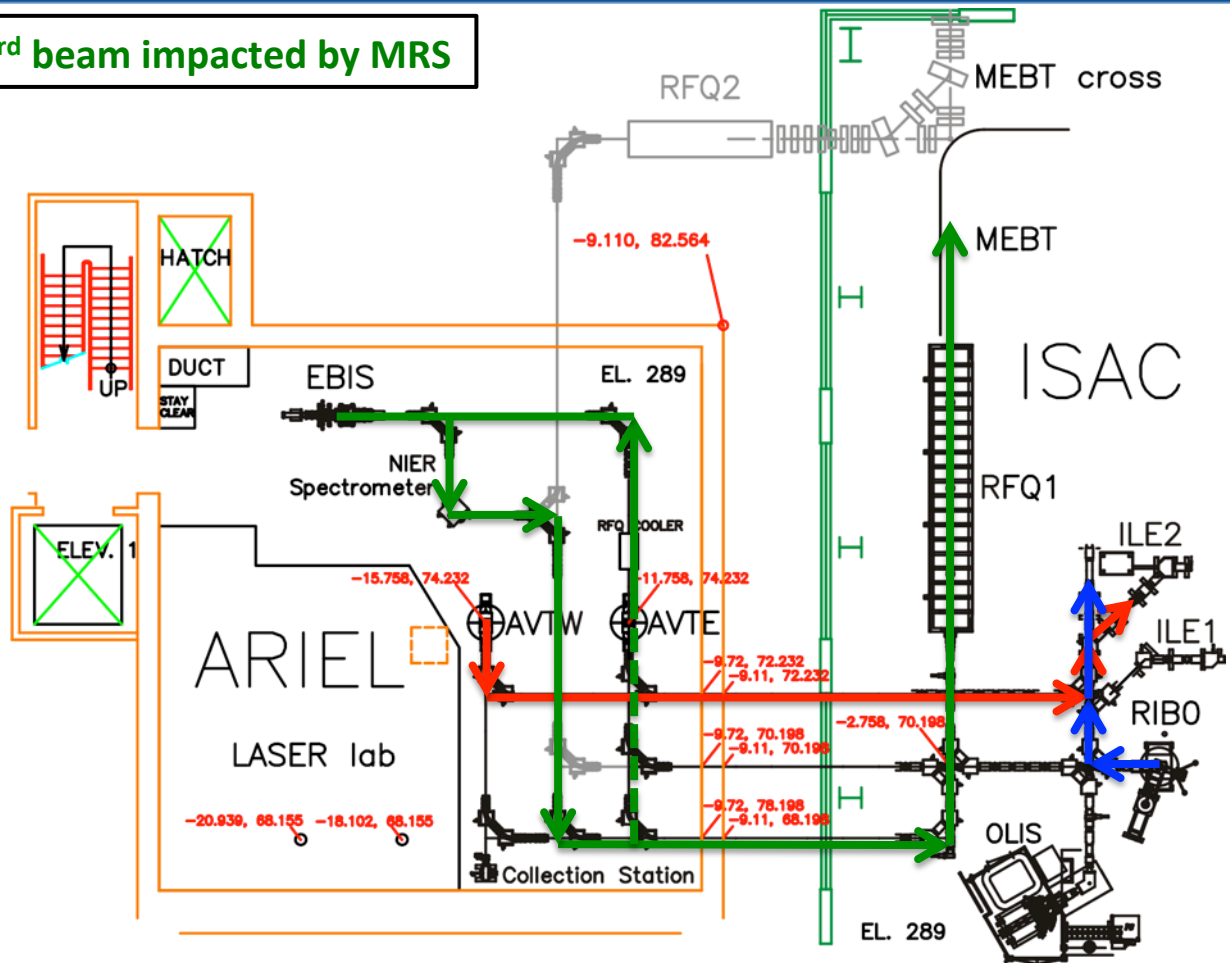 rd beam impacted by MRS
RFQ2
MEBT cross
-9.110, 82.564
MEBT
HATCH
DUCT
STAY
CLEAR
UP
EBIS
EL. 289
ISAC
NIER
Spectrometer
RFQ COOLER
RFQ1
ELEV. 1
ILE2
-15.758, 74.232
-11.758, 74.232
AVTW
AVTE
ILE1
ARIEL
-9.72, 72.232
-9.11, 72.232
RIBO
-9.72, 70.198
-9.11, 70.198
-2.758, 70.198
LASER lab
-9.72, 78.198
-9.11, 68.198
-20.939, 68.155
-18.102, 68.155
OLIS
Collection Station
EL. 289